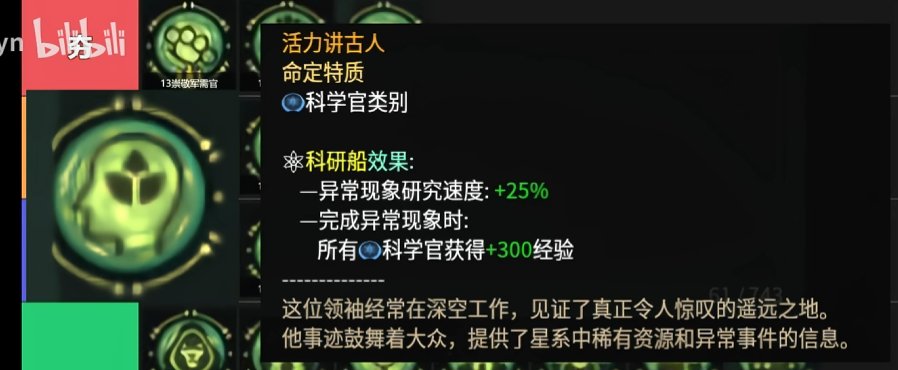 yn bilibili
夯
13崇敬军需官
活力讲古人
命定特质
科学官类别
科研船效果:
—异常现象研究速度: +25%
—完成异常现象时:
所有科学官获得+300经验
--------------
61/743
这位领袖经常在深空工作，见证了真正令人惊叹的遥远之地。
他事迹鼓舞着大众，提供了星系中稀有资源和异常事件的信息。